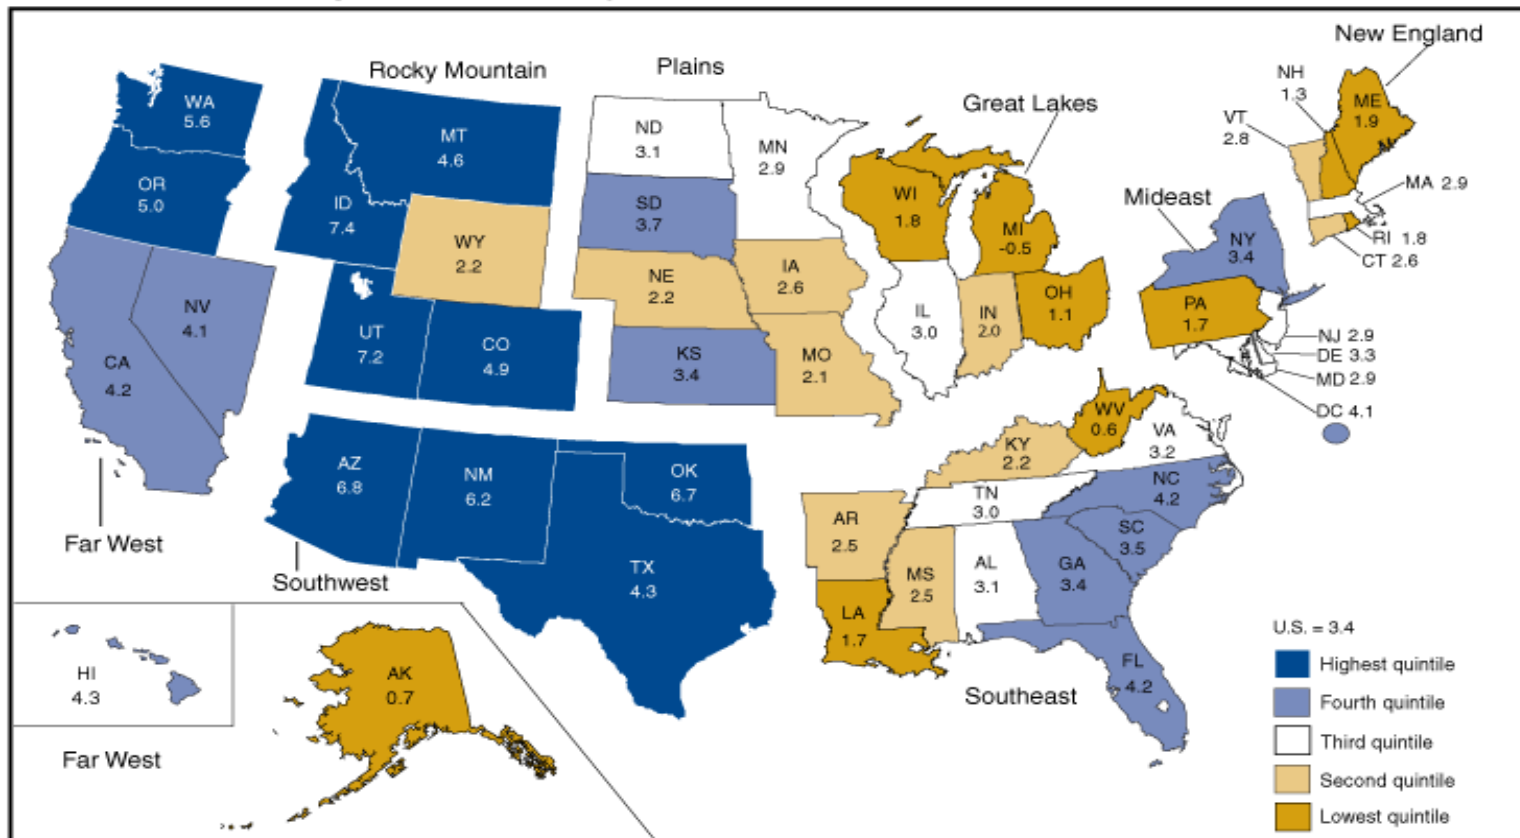 New England
Rocky Mountain
Plains
Great Lakes
NH
1.3
ME
1.9
WA
5.6
MT
4.6
ND
3.1
MN
2.9
VT
2.8
OR
5.0
ID
7.4
SD
3.7
WI
1.8
MI
-0.5
MA 2.9
Mideast
NY
3.4
RI 1.8
CT 2.6
WY
2.2
NE
2.2
IA
2.6
NV
4.1
UT
7.2
CO
4.9
IL
3.0
IN
2.0
OH
1.1
PA
1.7
NJ 2.9
DE 3.3
MD 2.9
DC 4.1
CA
4.2
KS
3.4
MO
2.1
WV
0.6
VA
3.2
KY
2.2
AZ
6.8
NM
6.2
OK
6.7
TN
3.0
NC
4.2
AR
2.5
SC
3.5
Far West
Southwest
TX
4.3
MS
2.5
AL
3.1
GA
3.4
LA
1.7
FL
4.2
Southeast
HI
4.3
AK
0.7
Far West
U.S. = 3.4
Highest quintile
Fourth quintile
Third quintile
Second quintile
Lowest quintile